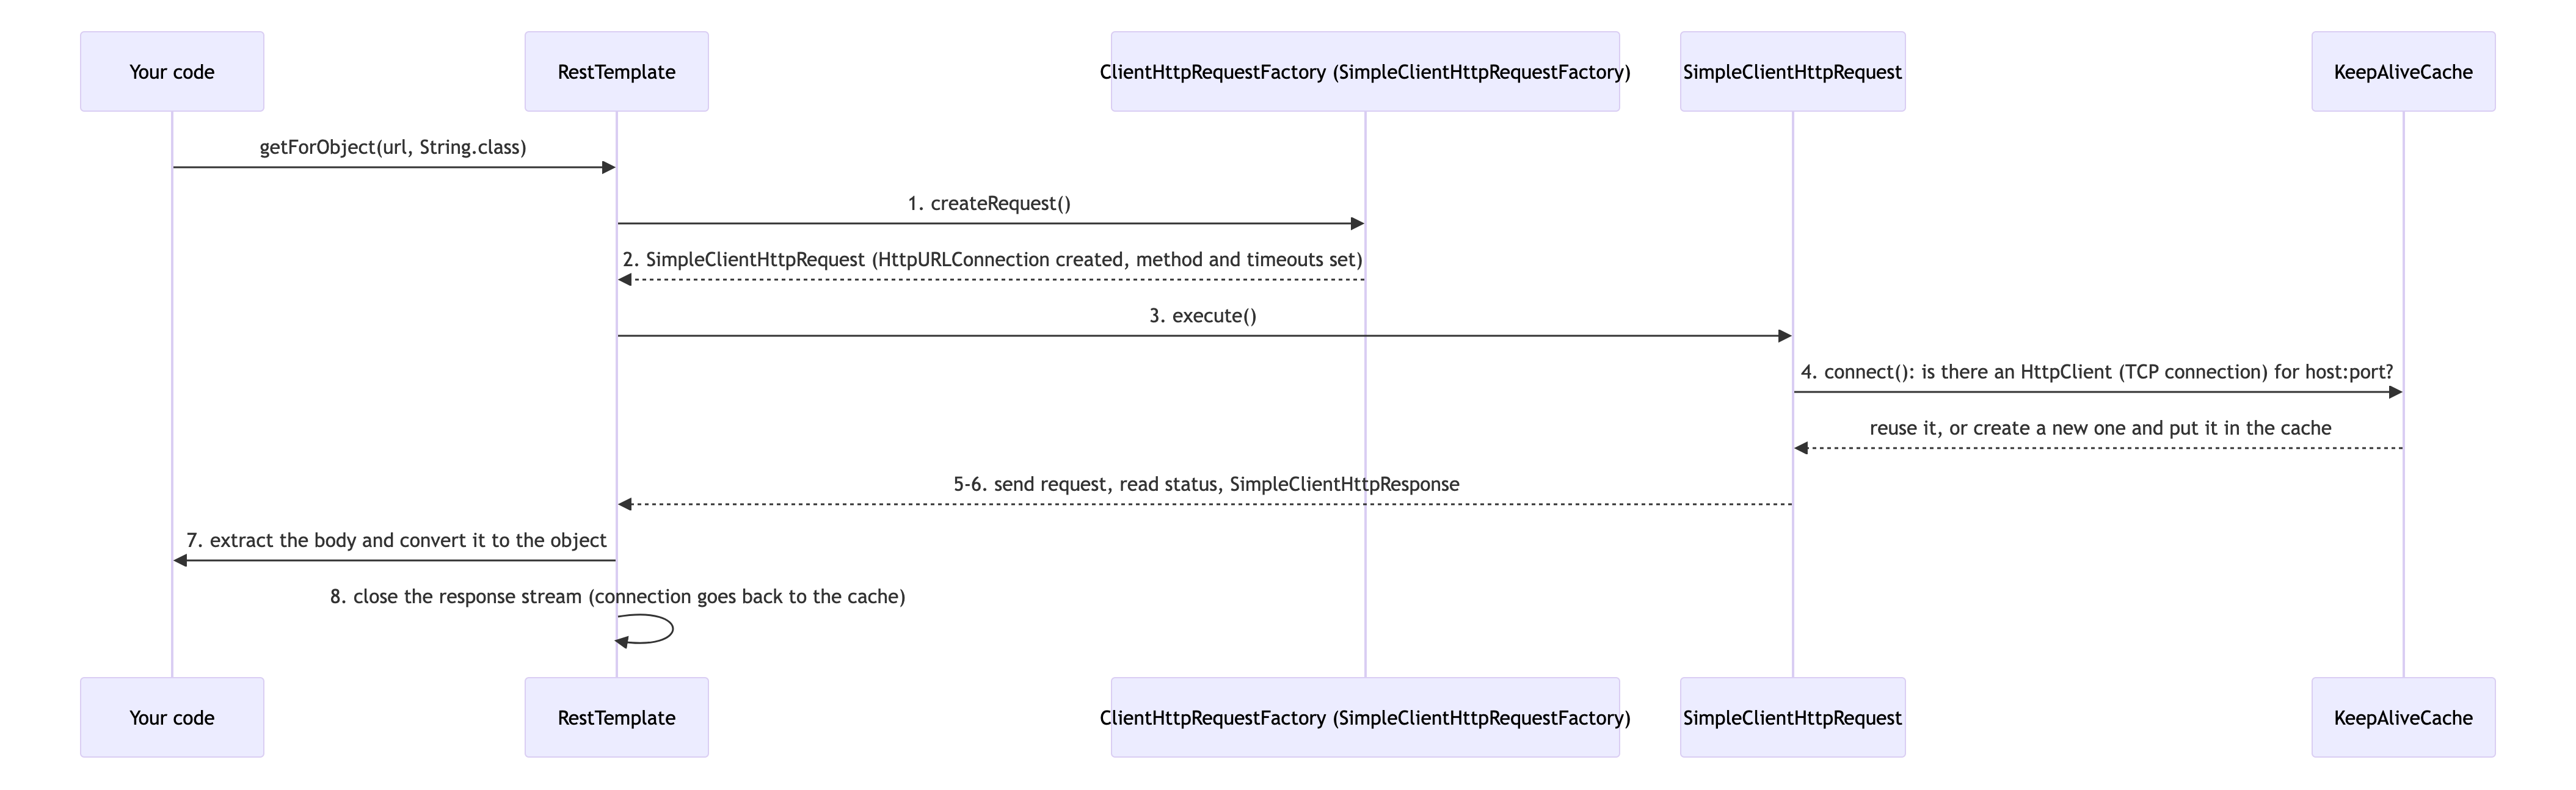 Your code
RestTemplate
ClientHttpRequestFactory (SimpleClientHttpRequestFactory)
SimpleClientHttpRequest
KeepAliveCache
getForObject(url, String.class)
1. createRequest()
2. SimpleClientHttpRequest (HttpURLConnection created, method and timeouts set)
3. execute()
4. connect(): is there an HttpClient (TCP connection) for host:port?
reuse it, or create a new one and put it in the cache
5-6. send request, read status, SimpleClientHttpResponse
7. extract the body and convert it to the object
8. close the response stream (connection goes back to the cache)
Your code
RestTemplate
ClientHttpRequestFactory (SimpleClientHttpRequestFactory)
SimpleClientHttpRequest
KeepAliveCache